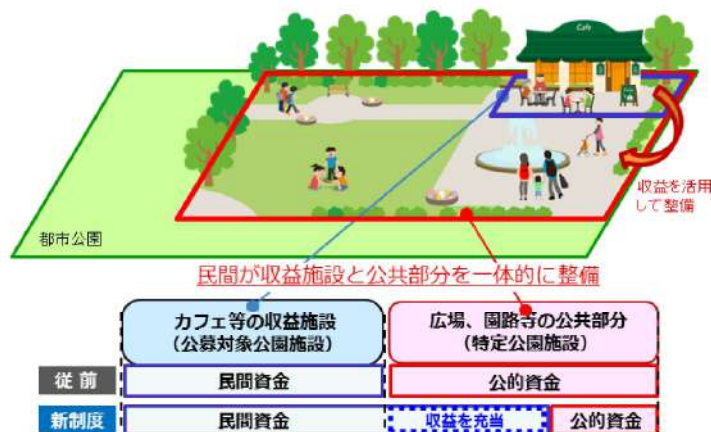 Cafe
収益を活用
して整備
都市公園
民間が収益施設と公共部分を一体的に整備
カフェ等の収益施設
(公募対象公園施設)
広場、園路等の公共部分
(特定公園施設)
従前
民間資金
公的資金
新制度
民間資金
収益を充当
公的資金